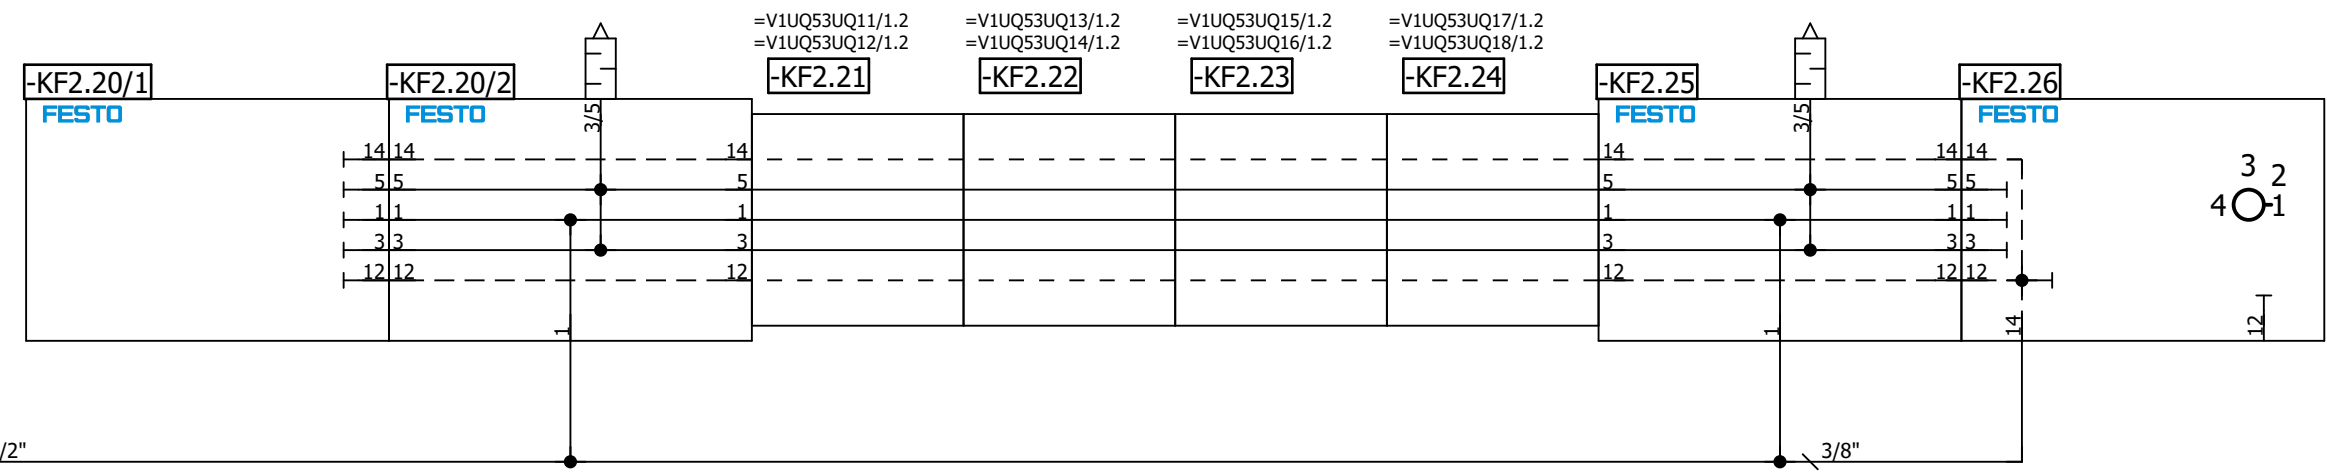 =V1UQ53UQ11/1.2 =V1UQ53UQ13/1.2 =V1UQ53UQ15/1.2 =V1UQ53UQ17/1.2
=V1UQ53UQ12/1.2 =V1UQ53UQ14/1.2 =V1UQ53UQ16/1.2 =V1UQ53UQ18/1.2
-KF2.20/1 -KF2.20/2 -KF2.21 -KF2.22 -KF2.23 -KF2.24 -KF2.25 -KF2.26
FESTO FESTO FESTO FESTO
3/5 3/5
14 14 14 14 14 14
5 5 5 5 5 5
1 1 1 1 1 1
3 3 3 3 3 3
12 12 12 12 12 12
3
2
4 1
1 1 14 12
/2" 3/8"